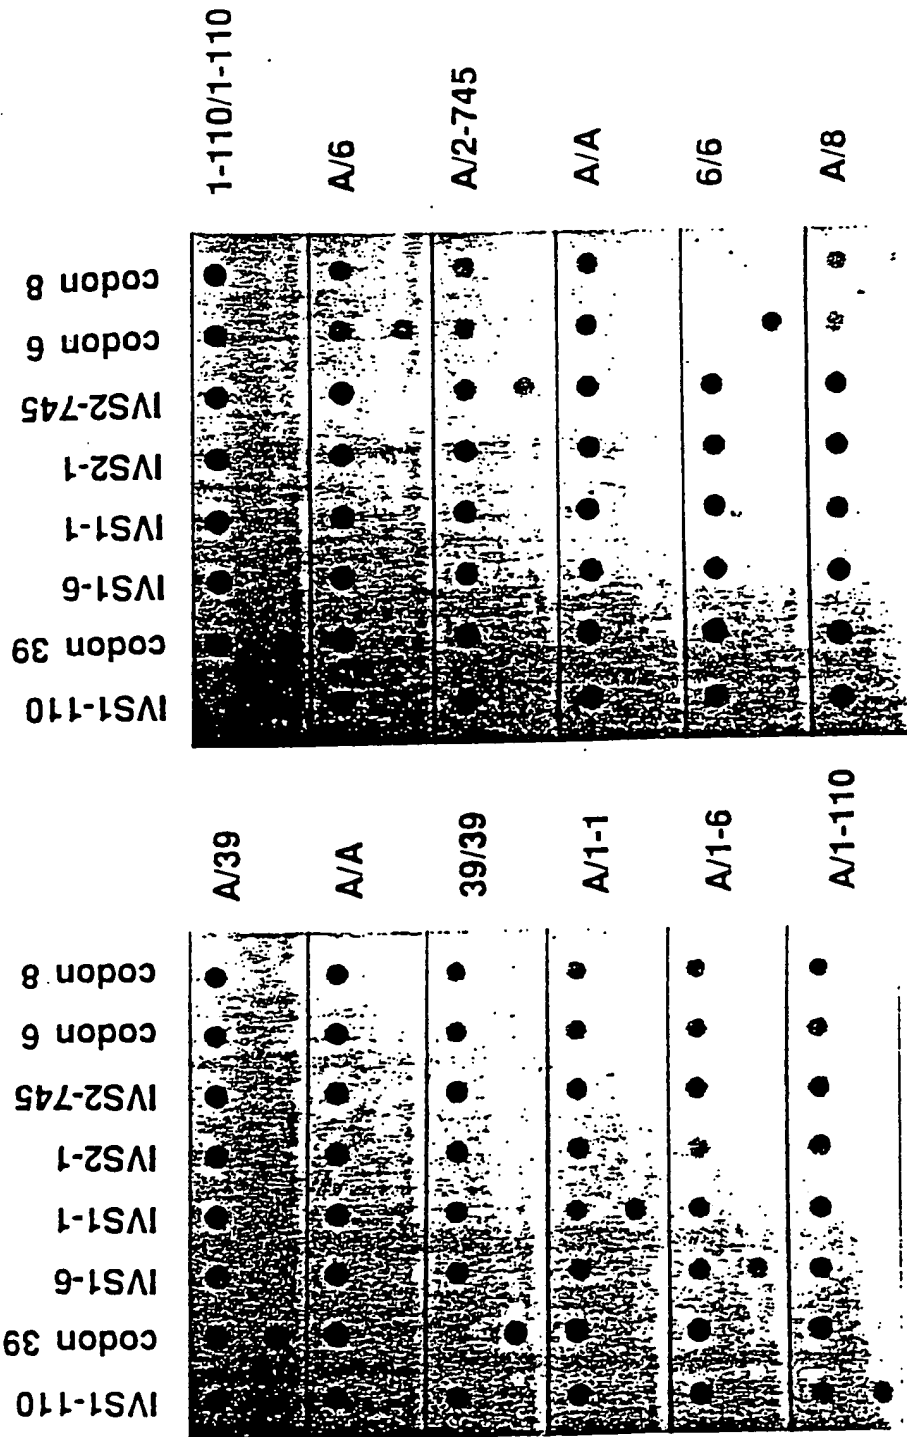 1-110/1-110
A/6
A/2-745
A/A
6/6
A/8
codon 8
codon 6
IVS2-745
IVS2-1
IVS1-1
IVS1-6
codon 39
IVS1-110
A/39
A/A
39/39
A/1-1
A/1-6
A/1-110
codon 8
codon 6
IVS2-745
IVS2-1
IVS1-1
IVS1-6
codon 39
IVS1-110